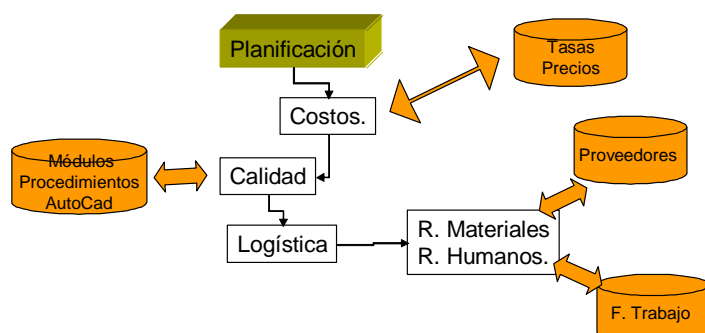 Planificación
Tasas
Precios
Costos.
Módulos
Procedimientos
AutoCad
Calidad
Proveedores
Logística
R. Materiales
R. Humanos.
F. Trabajo